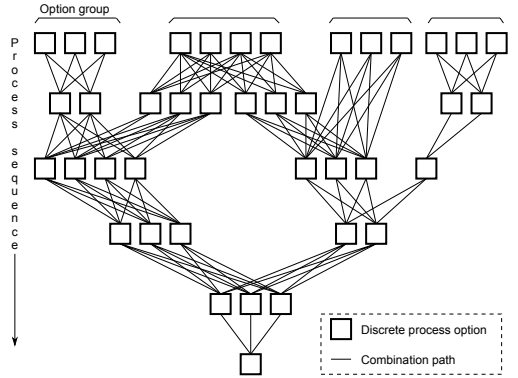 Option group
Process sequence
Discrete process option
Combination path